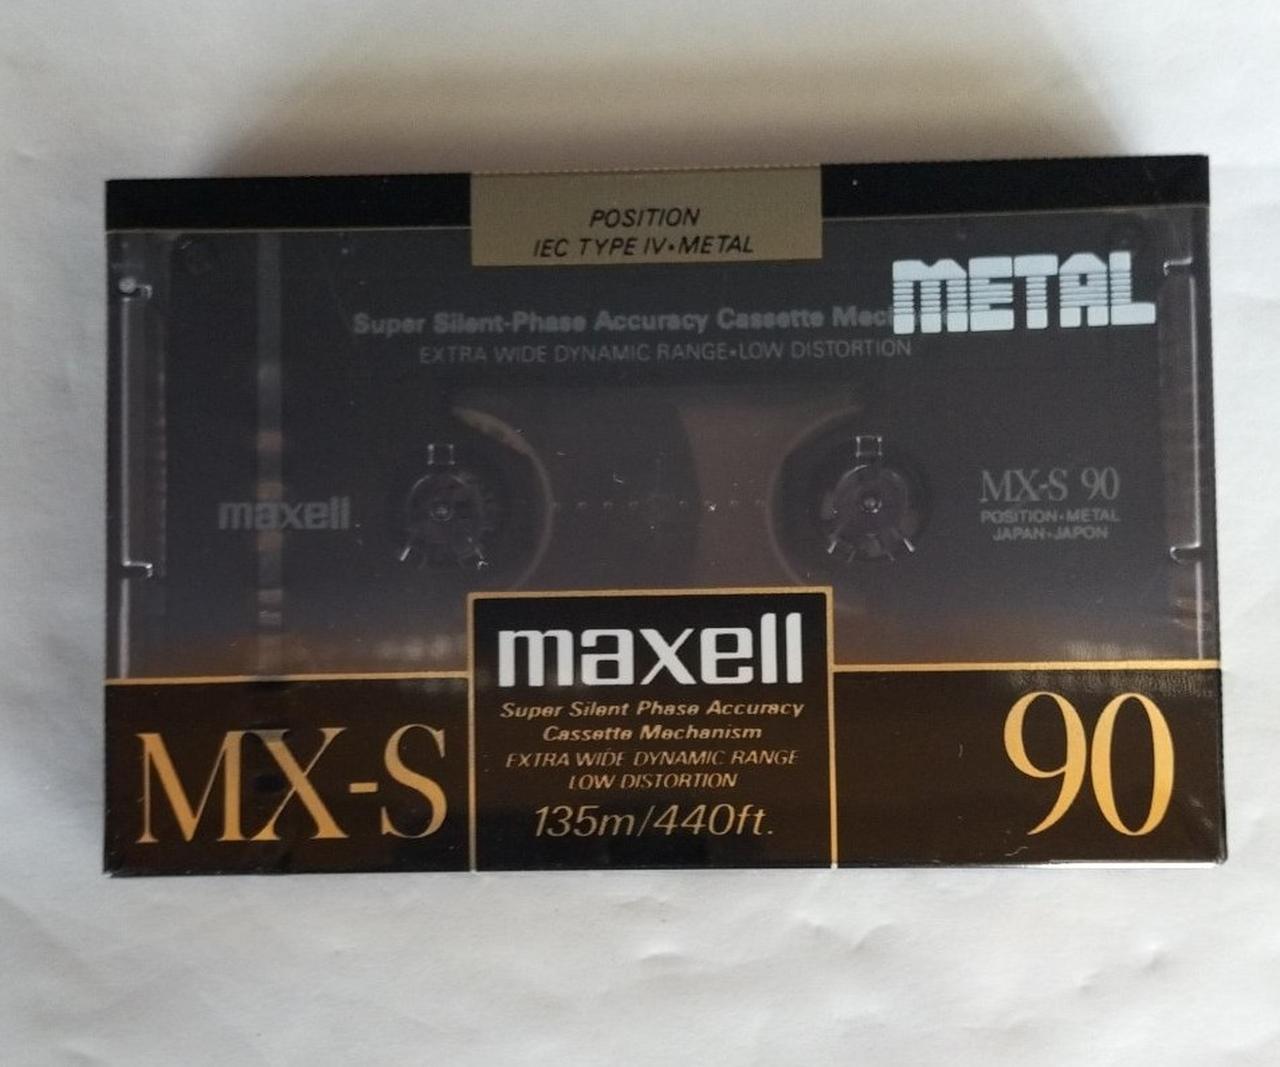 POSITION
IEC TYPE IV•METAL
METAL
Super Silent-Phase Accuracy Cassette
EXTRA WIDE DYNAMIC RANGE•LOW DISTORTION
maxell
MX-S 90
POSITION•METAL
JAPAN•JAPON
maxell
Super Silent Phase Accuracy
Cassette Mechanism
EXTRA WIDE DYNAMIC RANGE
LOW DISTORTION
135m/440ft.
MX-S
90